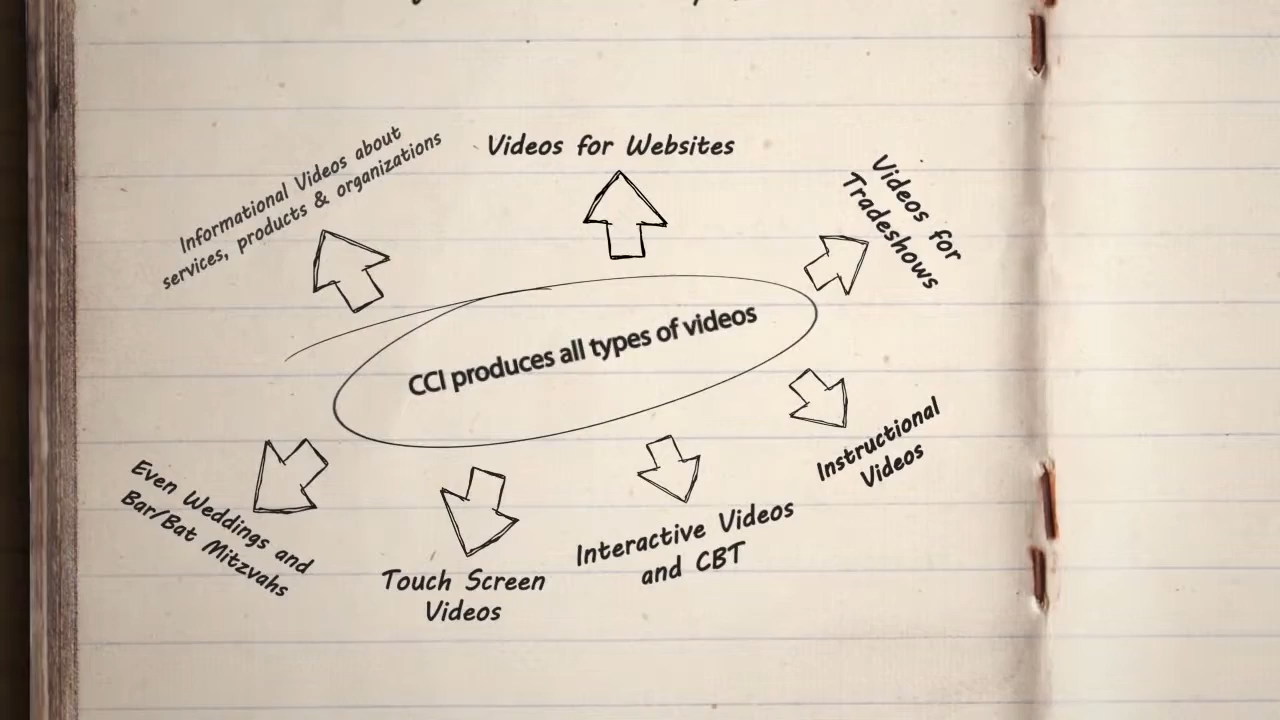 Informational Videos about
services, products & organizations
Videos for Websites
Videos for
Tradeshows
CCI produces all types of videos
Instructional
Videos
Even Weddings and
Bar/Bat Mitzvahs
Touch Screen
Videos
Interactive Videos
and CBT